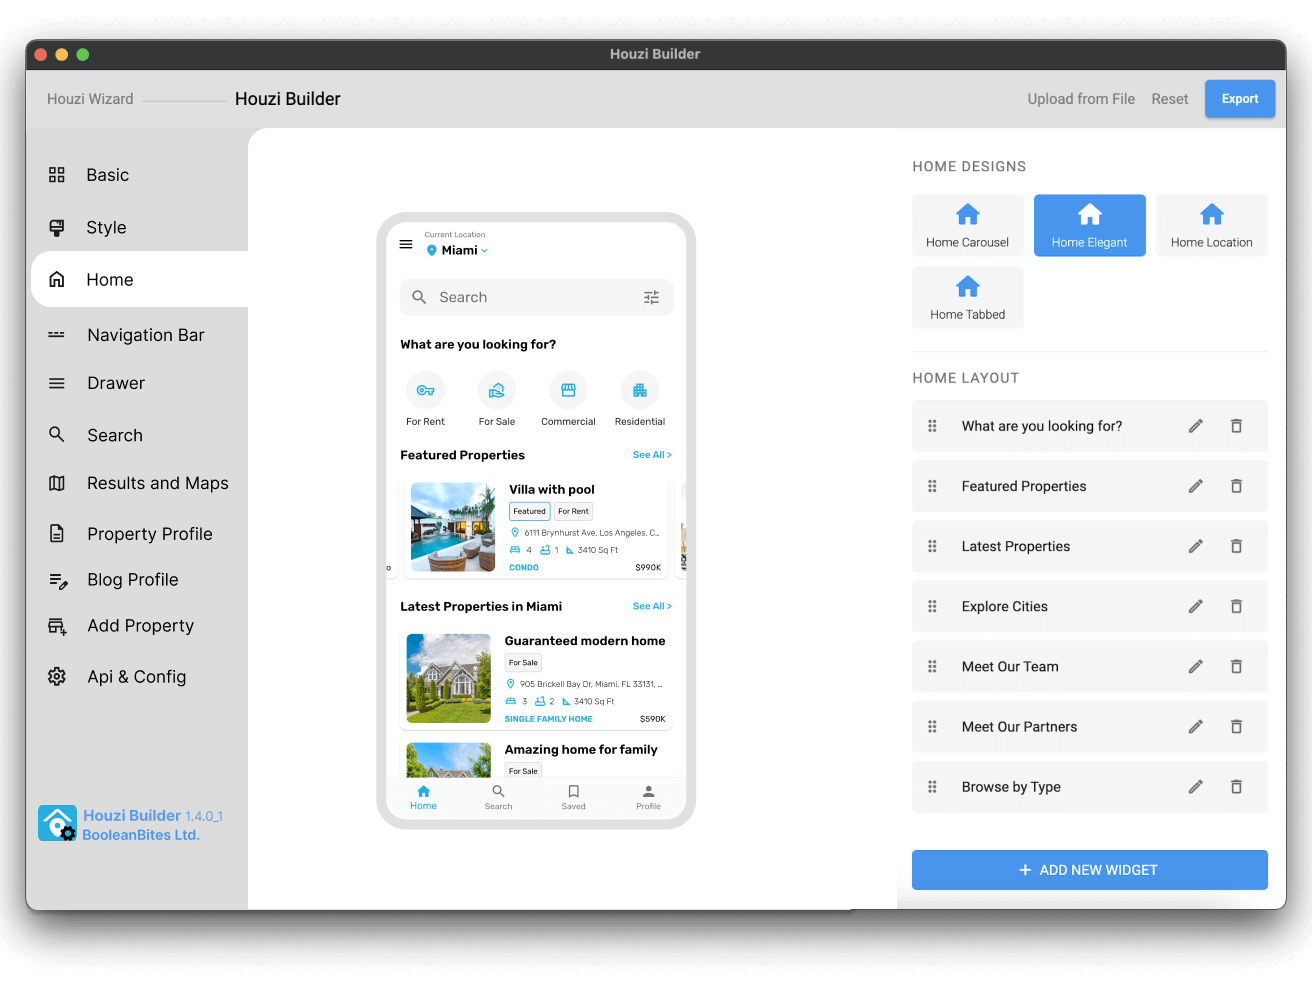 Houzi Builder
Houzi Wizard
Houzi Builder
Upload from File
Reset
Export
Basic
Style
Home
Navigation Bar
Drawer
Search
Results and Maps
Property Profile
Blog Profile
Add Property
Api & Config
Houzi Builder 1.4.0_1
BooleanBites Ltd.
Current Location
Miami
Search
What are you looking for?
For Rent
For Sale
Commercial
Residential
Featured Properties
See All >
Villa with pool
Featured
For Rent
6111 Brynhurst Ave. Los Angeles. C...
4 1 3410 Sq Ft
CONDO
$990K
Latest Properties in Miami
See All >
Guaranteed modern home
For Sale
905 Brickell Bay Dr, Miami, FL 33131, ...
3 2 3410 Sq Ft
SINGLE FAMILY HOME
$590K
Amazing home for family
For Sale
Home
Search
Saved
Profile
HOME DESIGNS
Home Carousel
Home Elegant
Home Location
Home Tabbed
HOME LAYOUT
What are you looking for?
Featured Properties
Latest Properties
Explore Cities
Meet Our Team
Meet Our Partners
Browse by Type
+ ADD NEW WIDGET